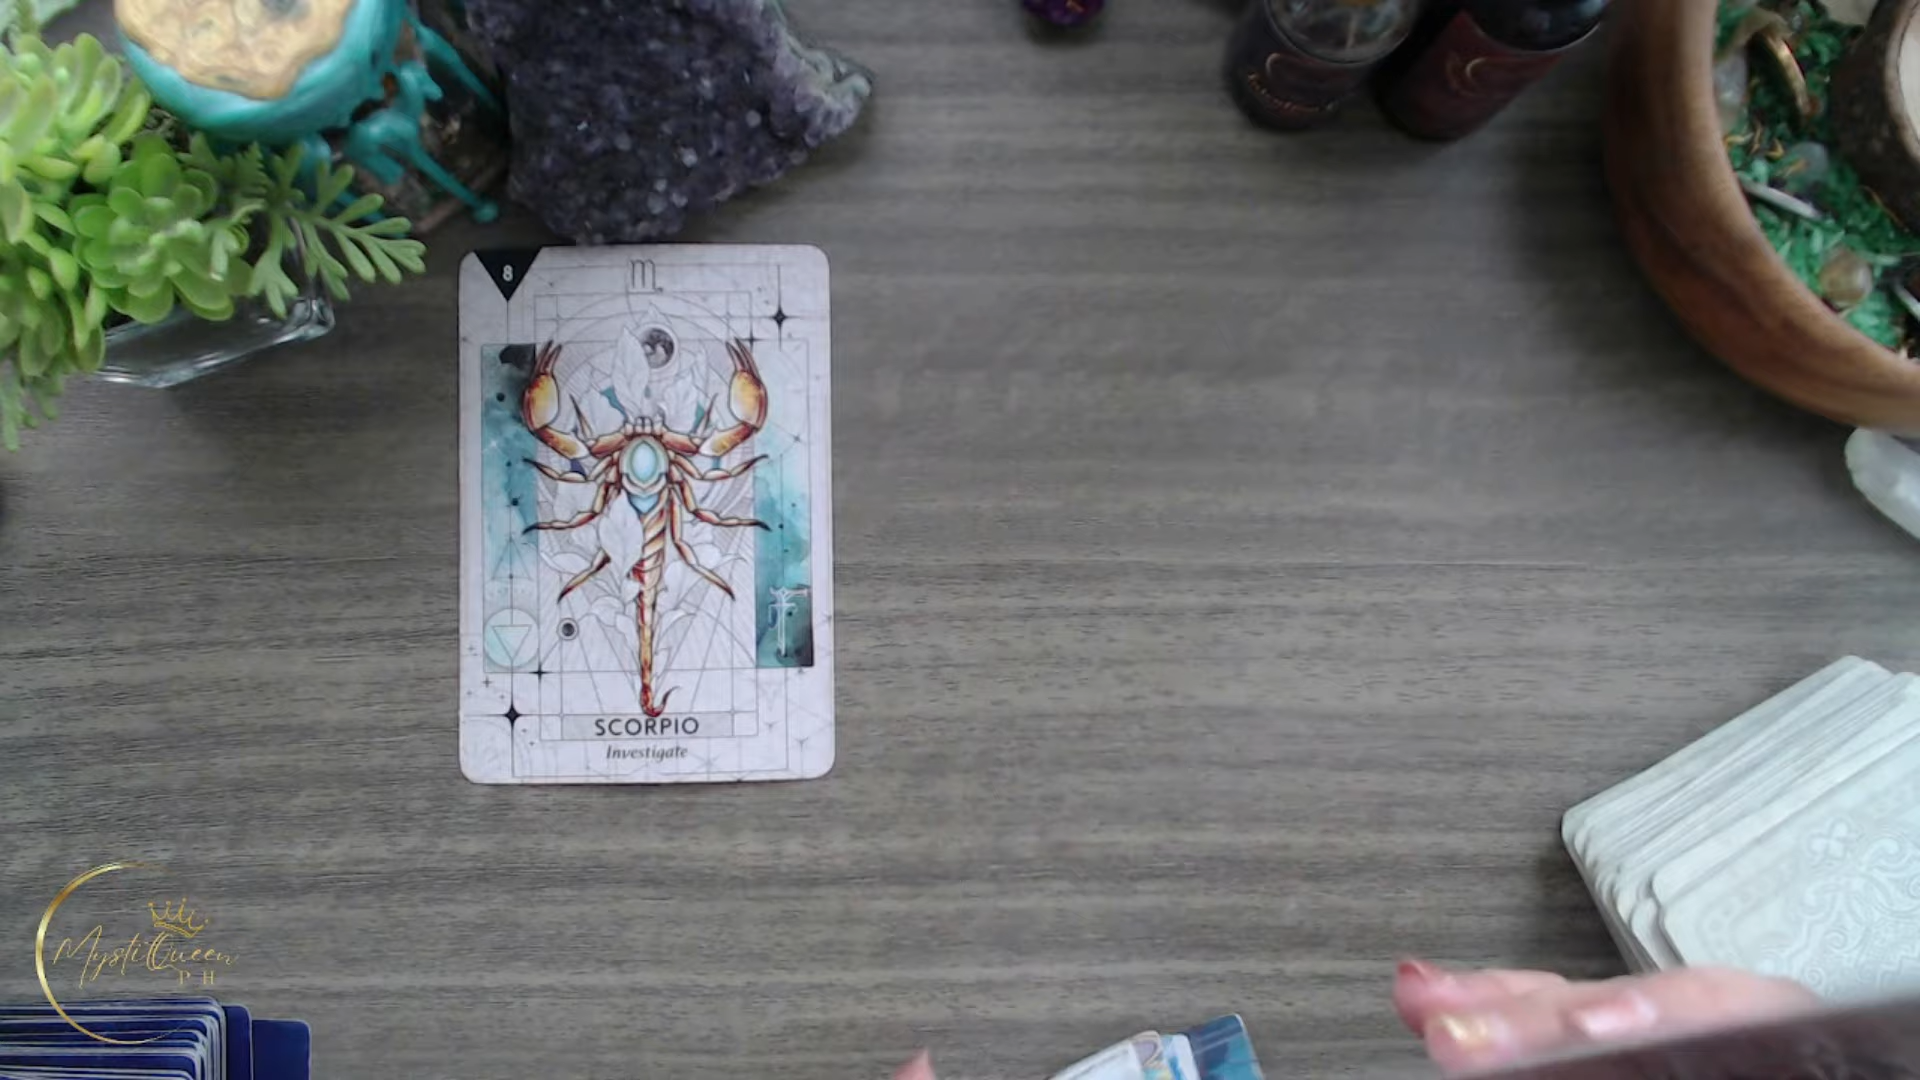 8
♏
SCORPIO
Investigate
MystiQueen
PH